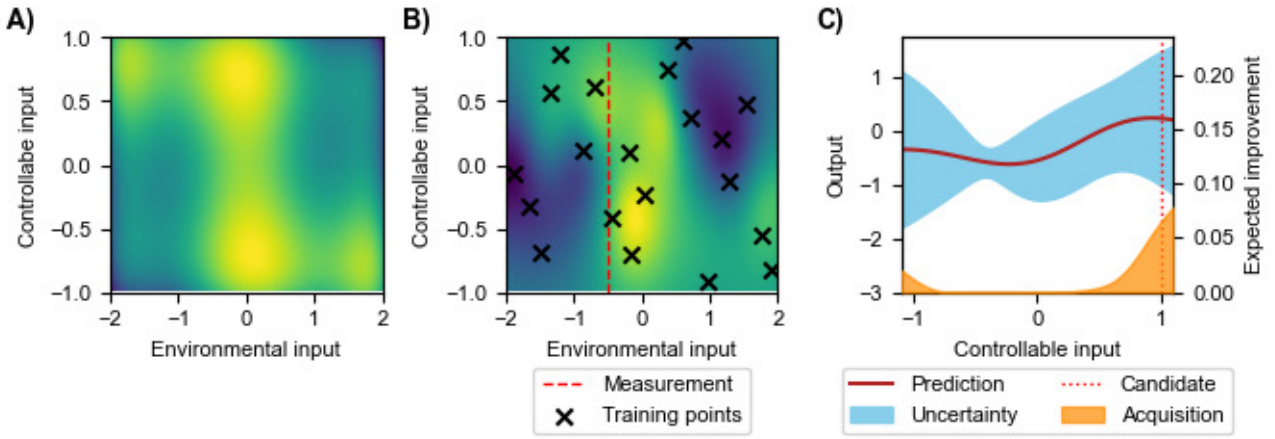 A)
Controllabe input
1.0
0.5
0.0
−0.5
−1.0
−2
−1
0
1
2
Environmental input
B)
Controllabe input
1.0
0.5
0.0
−0.5
−1.0
−2
−1
0
1
2
Environmental input
Measurement
Training points
C)
Output
1
0
−1
−2
−3
−1
0
1
Controllable input
0.20
0.15
0.10
0.05
0.00
Expected improvement
Prediction
Candidate
Uncertainty
Acquisition